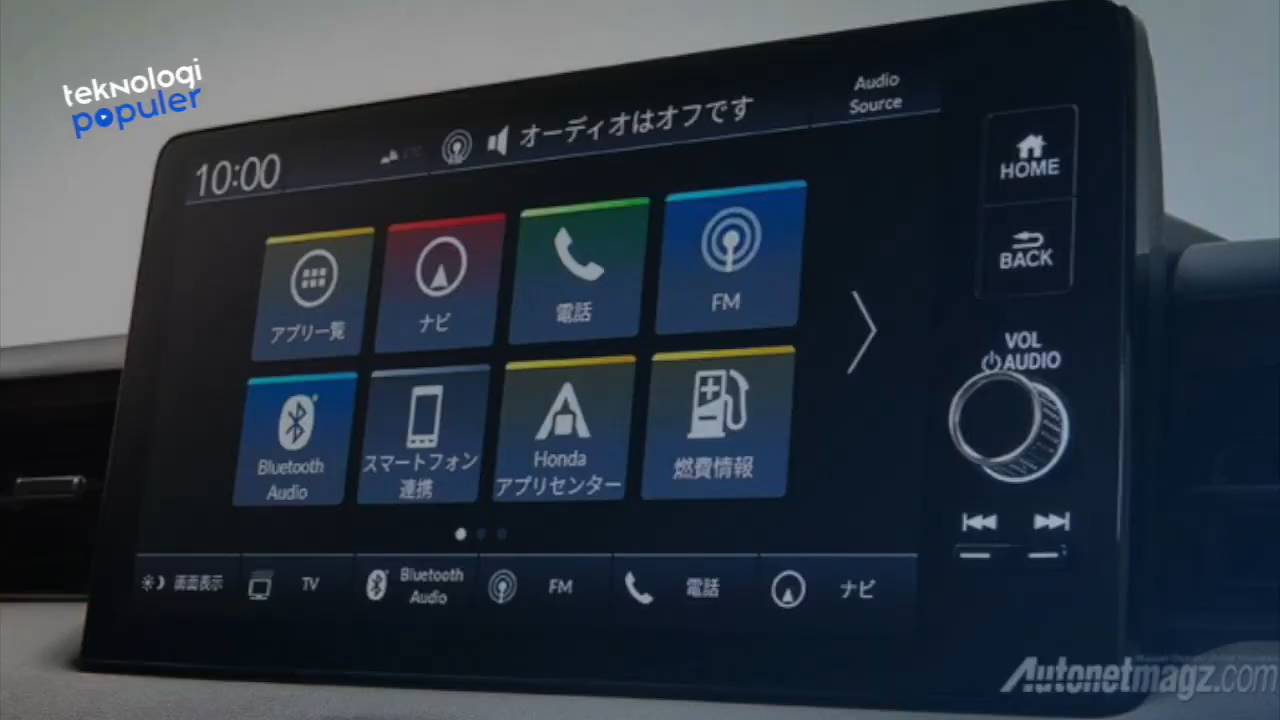 teknologi
populer
10:00
オーディオはオフです
Audio
Source
HOME
BACK
VOL
AUDIO
アプリ一覧
ナビ
電話
FM
Bluetooth
Audio
スマートフォン
連携
Honda
アプリセンター
燃費情報
画面表示
TV
Bluetooth
Audio
FM
電話
ナビ
Autonetmagz.com